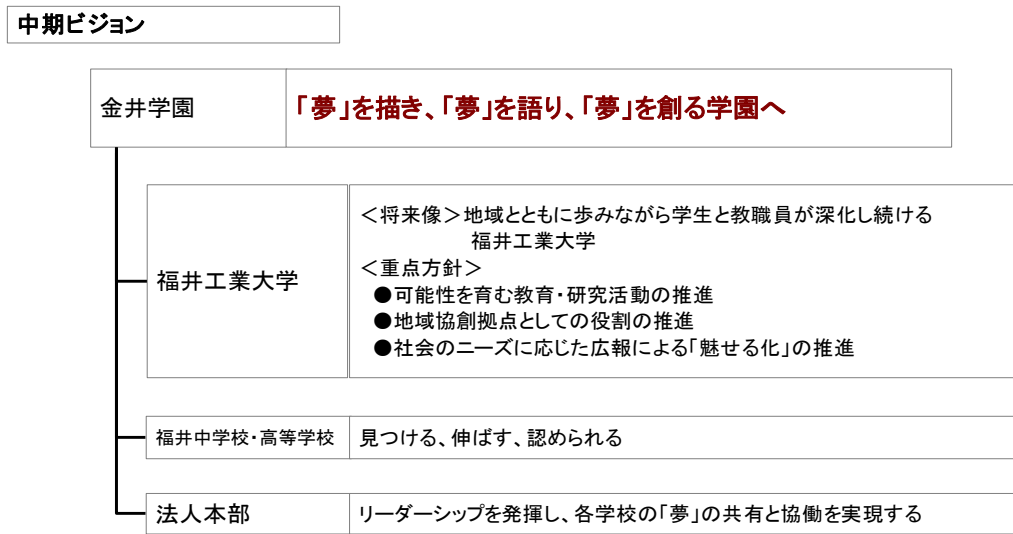 中期ビジョン
金井学園
「夢」を描き、「夢」を語り、「夢」を創る学園へ
福井工業大学
＜将来像＞地域とともに歩みながら学生と教職員が深化し続ける
福井工業大学
＜重点方針＞
●可能性を育む教育・研究活動の推進
●地域協創拠点としての役割の推進
●社会のニーズに応じた広報による「魅せる化」の推進
福井中学校・高等学校
見つける、伸ばす、認められる
法人本部
リーダーシップを発揮し、各学校の「夢」の共有と協働を実現する